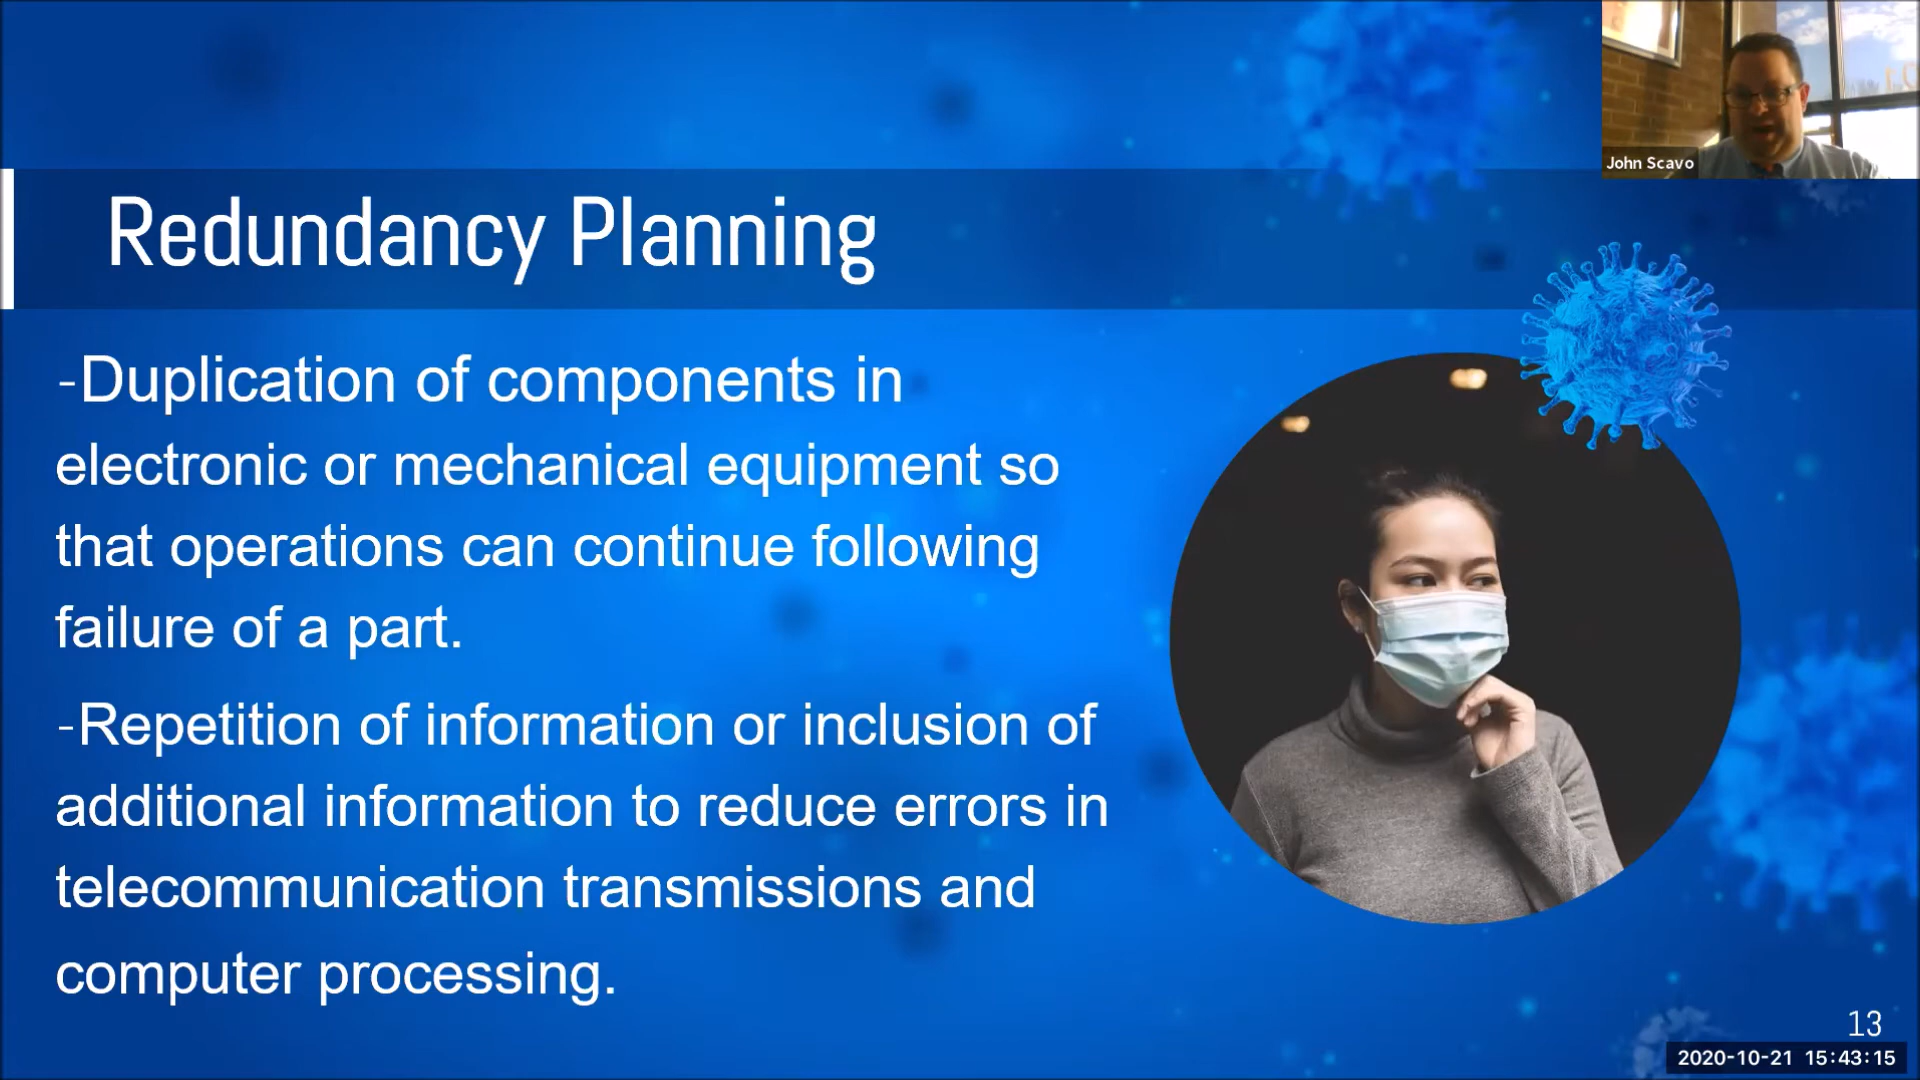 John Scavo
Redundancy Planning
-Duplication of components in
electronic or mechanical equipment so
that operations can continue following
failure of a part.
-Repetition of information or inclusion of
additional information to reduce errors in
telecommunication transmissions and
computer processing.
13
2020-10-21 15:43:15